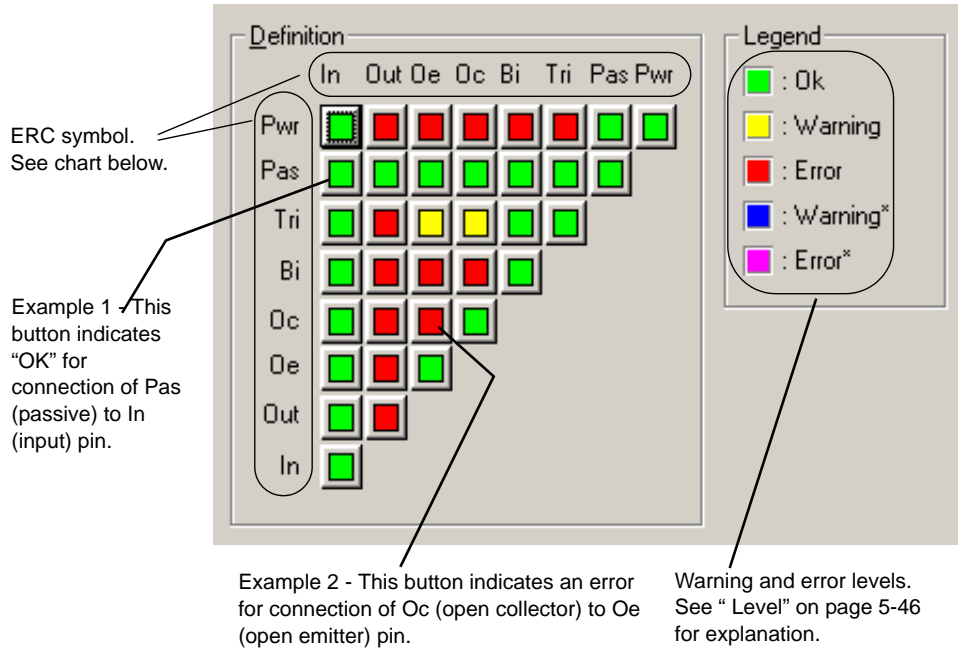 Definition
In Out Oe Oc Bi Tri Pas Pwr
Pwr
Pas
Tri
Bi
Oc
Oe
Out
In
Legend
: Ok
: Warning
: Error
: Warning*
: Error*
ERC symbol.
See chart below.
Example 1 - This
button indicates
“OK” for
connection of Pas
(passive) to In
(input) pin.
Example 2 - This button indicates an error
for connection of Oc (open collector) to Oe
(open emitter) pin.
Warning and error levels.
See “ Level” on page 5-46
for explanation.